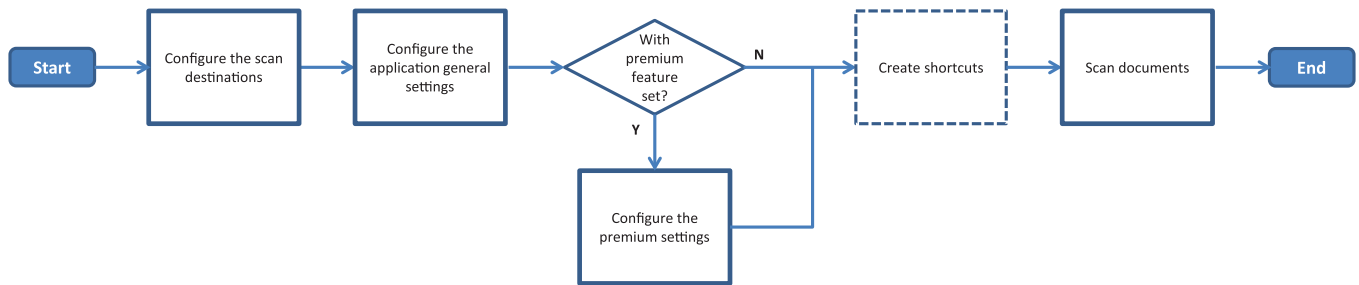 Start
Configure the scan
destinations
Configure the
application general
settings
With
premium
feature
set?
N
Y
Configure the
premium settings
Create shortcuts
Scan documents
End